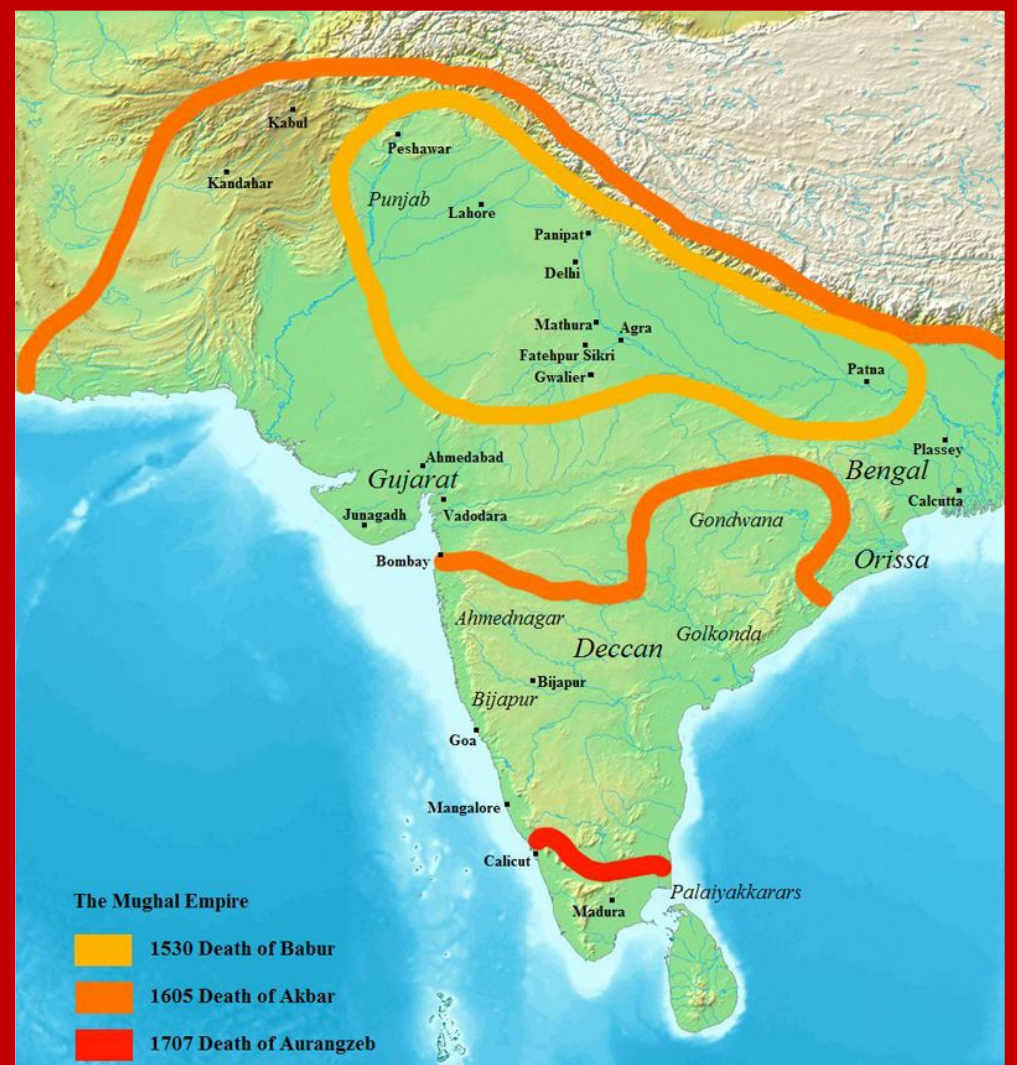 Kabul
Peshawar
Kandahar
Punjab
Lahore
Panipat
Delhi
Mathura
Agra
Fatehpur Sikri
Gwalier
Patna
Plassey
Ahmedabad
Bengal
Gujarat
Calcutta
Junagadh
Vadodara
Gondwana
Bombay
Orissa
Ahmednagar
Golkonda
Deccan
Bijapur
Bijapur
Goa
Mangalore
Calicut
Palaiyakkarars
Madura
The Mughal Empire
1530 Death of Babur
1605 Death of Akbar
1707 Death of Aurangzeb